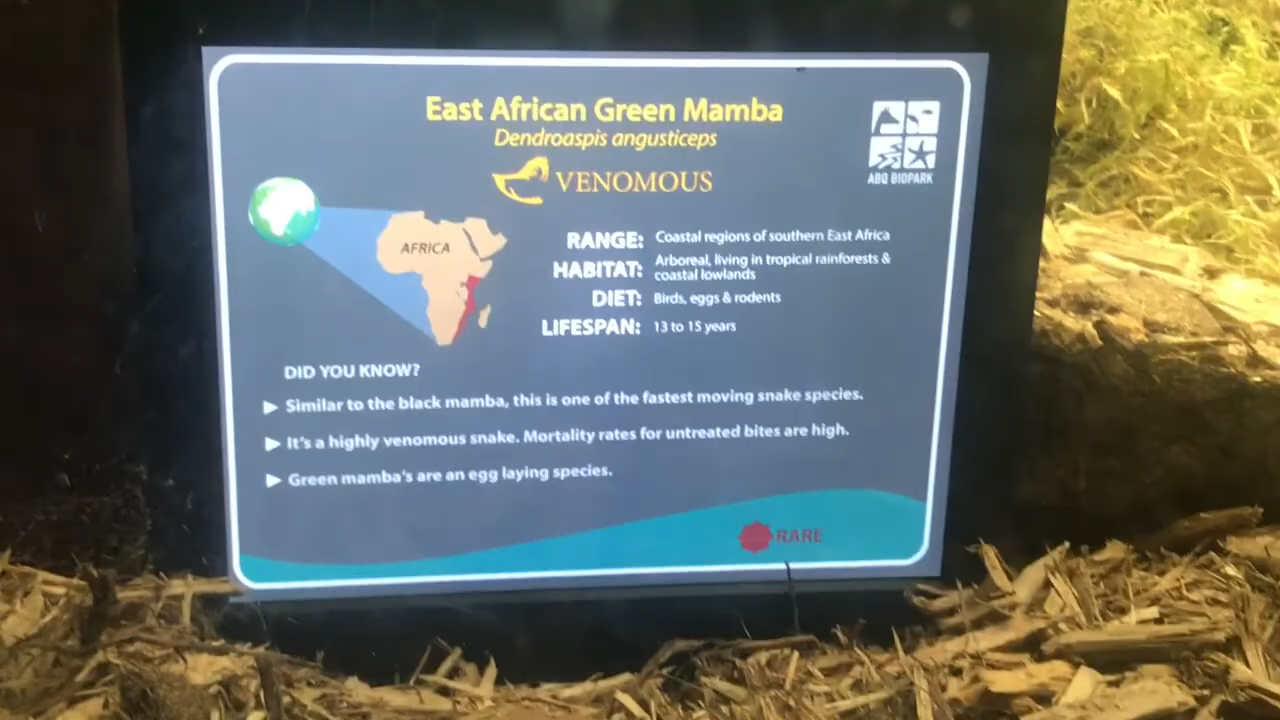 East African Green Mamba
Dendroaspis angusticeps
VENOMOUS
ABQ BIOPARK
AFRICA
RANGE: Coastal regions of southern East Africa
HABITAT: Arboreal, living in tropical rainforests &
coastal lowlands
DIET: Birds, eggs & rodents
LIFESPAN: 13 to 15 years
DID YOU KNOW?
Similar to the black mamba, this is one of the fastest moving snake species.
It's a highly venomous snake. Mortality rates for untreated bites are high.
Green mamba's are an egg laying species.
RARE